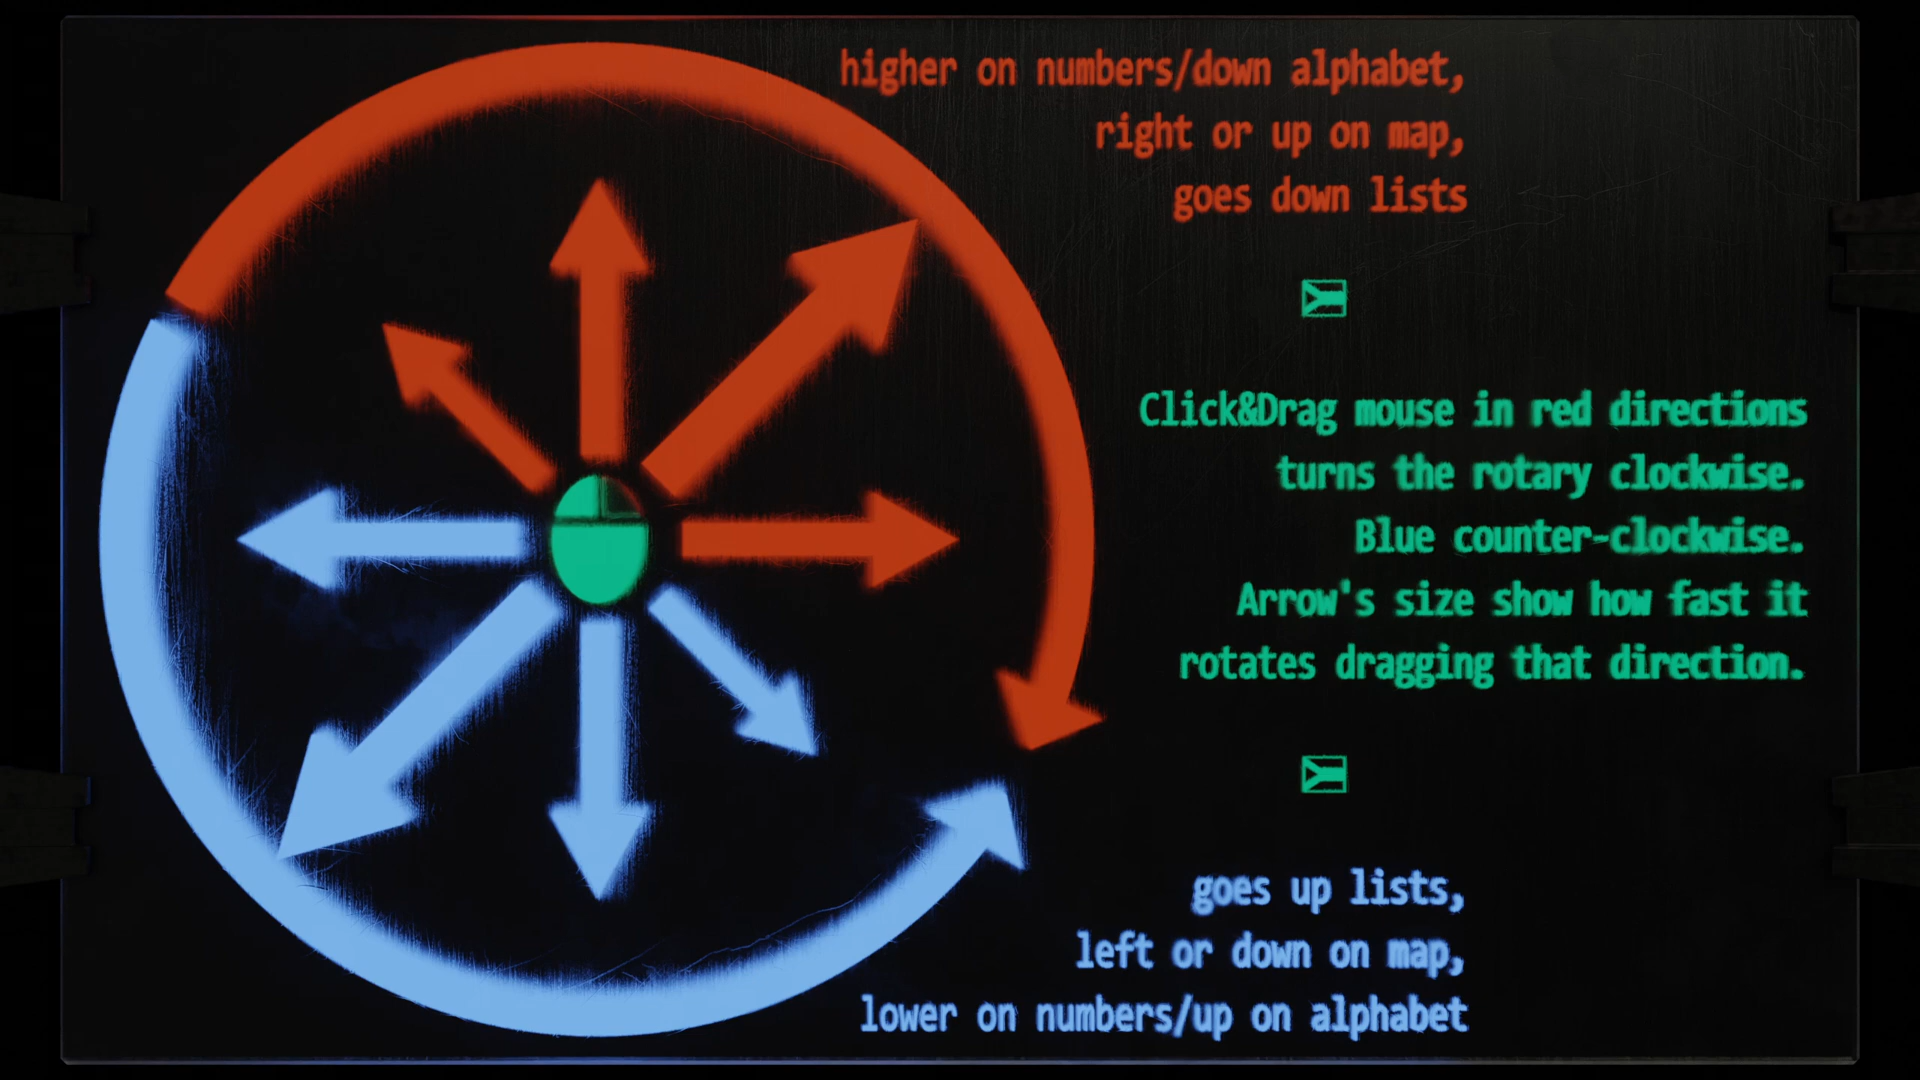 higher on numbers/down alphabet,
right or up on map,
goes down lists
Click&Drag mouse in red directions
turns the rotary clockwise.
Blue counter-clockwise.
Arrow's size show how fast it
rotates dragging that direction.
goes up lists,
left or down on map,
lower on numbers/up on alphabet